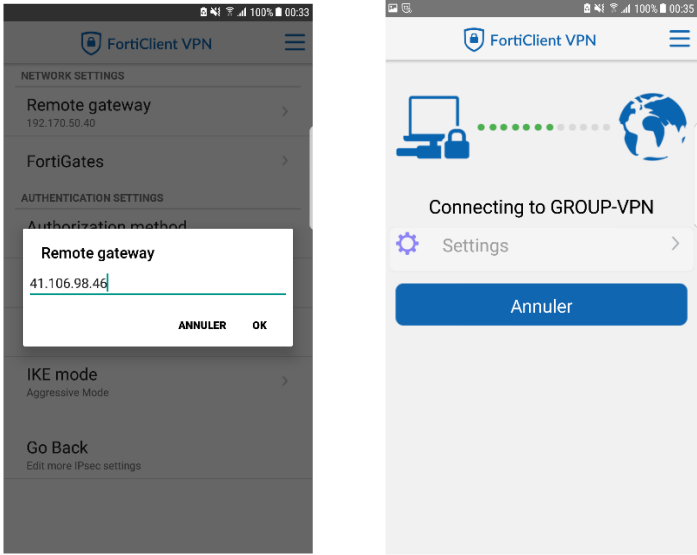 100% 00:33
FortiClient VPN
NETWORK SETTINGS
Remote gateway
192.170.50.40
FortiGates
AUTHENTICATION SETTINGS
Authorization method
Remote gateway
41.106.98.46
ANNULER OK
IKE mode
Aggressive Mode
Go Back
Edit more IPsec settings
100% 00:35
FortiClient VPN
Connecting to GROUP-VPN
Settings
Annuler